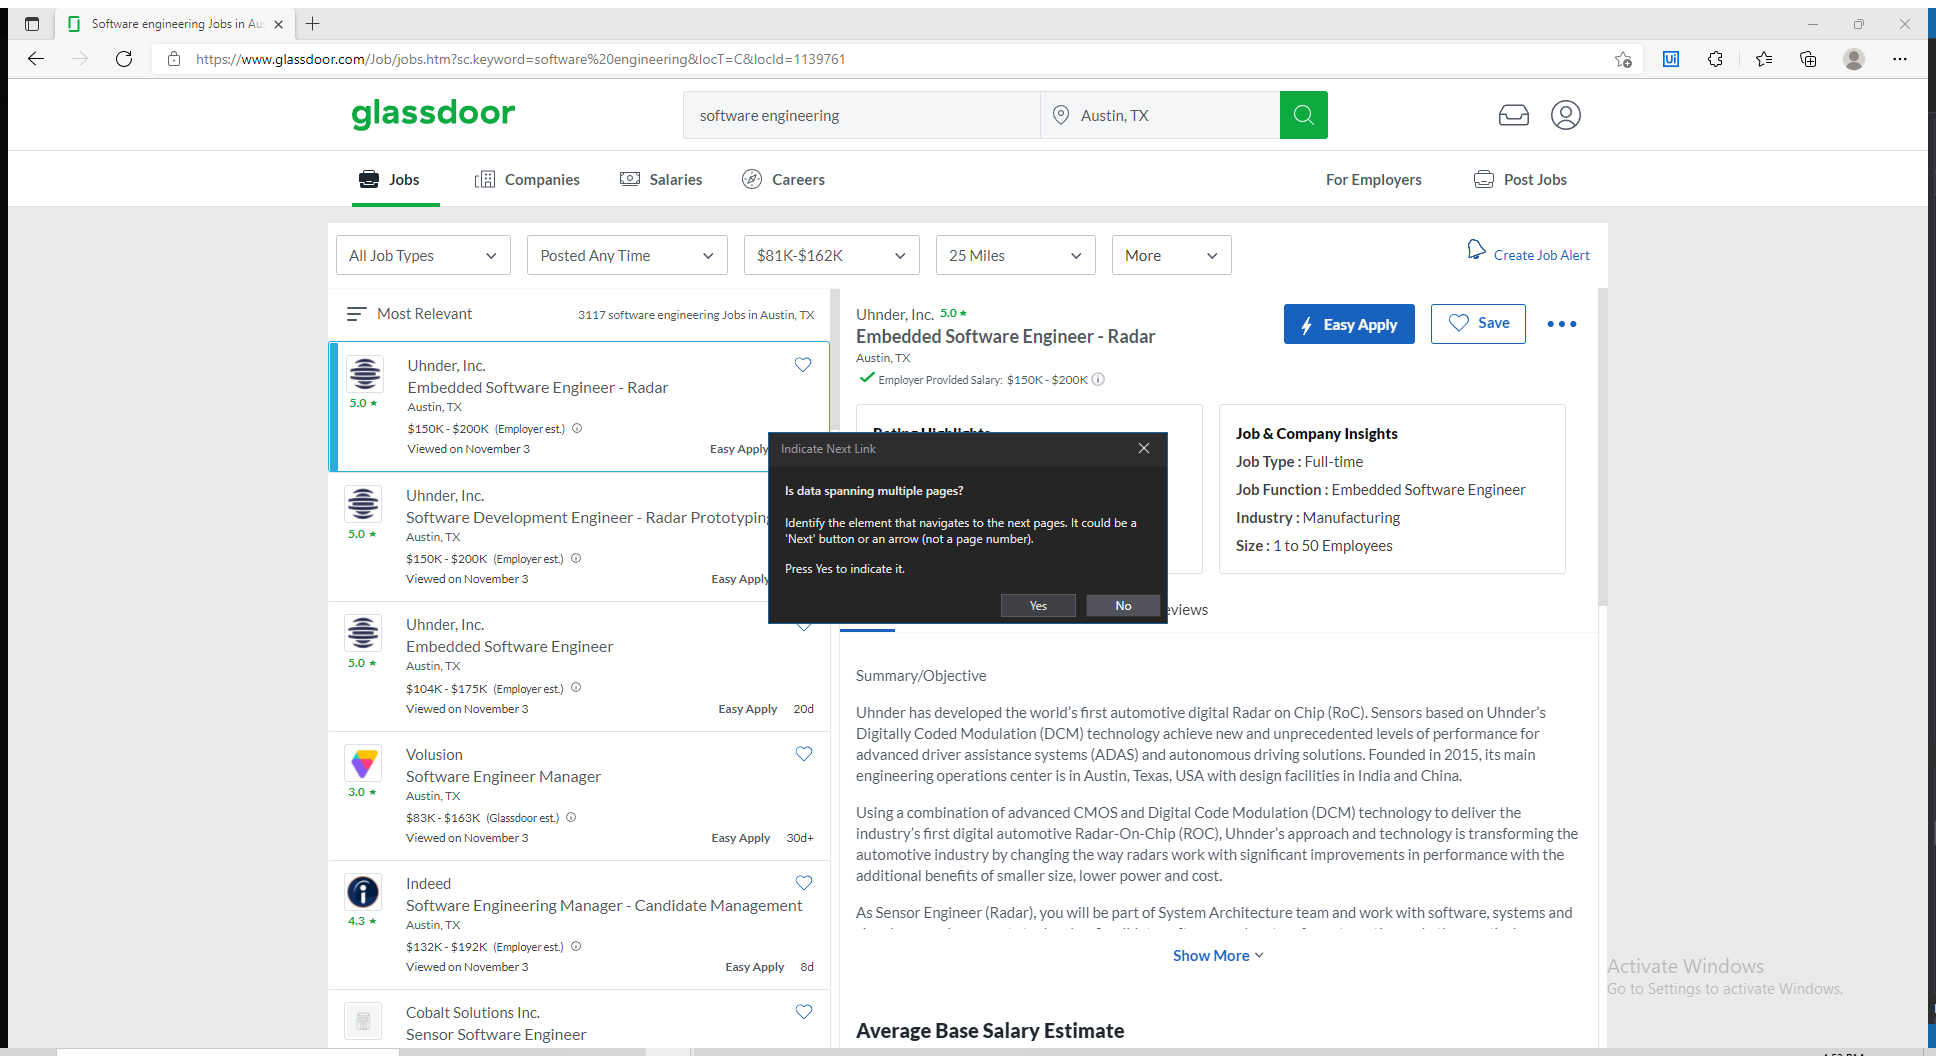 Software engineering Jobs in Au
https://www.glassdoor.com/Job/jobs.htm?sc.keyword=software%20engineering&locT=C&locId=1139761
Ui
glassdoor
software engineering
Austin, TX
Jobs
Companies
Salaries
Careers
For Employers
Post Jobs
All Job Types
Posted Any Time
$81K-$162K
25 Miles
More
Create Job Alert
Most Relevant
3117 software engineering Jobs in Austin, TX
Uhnder, Inc.
Embedded Software Engineer - Radar
5.0 ★
Austin, TX
$150K - $200K (Employer est.)
Viewed on November 3
Easy Apply
Uhnder, Inc.
Software Development Engineer - Radar Prototyping
5.0 ★
Austin, TX
$150K - $200K (Employer est.)
Viewed on November 3
Easy Apply
Uhnder, Inc.
Embedded Software Engineer
5.0 ★
Austin, TX
$104K - $175K (Employer est.)
Viewed on November 3
Easy Apply 20d
Volusion
Software Engineer Manager
3.0 ★
Austin, TX
$83K - $163K (Glassdoor est.)
Viewed on November 3
Easy Apply 30d+
Indeed
Software Engineering Manager - Candidate Management
4.3 ★
Austin, TX
$132K - $192K (Employer est.)
Viewed on November 3
Easy Apply 8d
Cobalt Solutions Inc.
Sensor Software Engineer
Uhnder, Inc. 5.0 ★
Embedded Software Engineer - Radar
Austin, TX
Employer Provided Salary: $150K - $200K
Easy Apply
Save
Rating Highlights
Job & Company Insights
Job Type : Full-time
Job Function : Embedded Software Engineer
Industry : Manufacturing
Size : 1 to 50 Employees
Indicate Next Link
Is data spanning multiple pages?
Identify the element that navigates to the next pages. It could be a
'Next' button or an arrow (not a page number).
Press Yes to indicate it.
Yes
No
eviews
Summary/Objective
Uhnder has developed the world's first automotive digital Radar on Chip (RoC). Sensors based on Uhnder's
Digitally Coded Modulation (DCM) technology achieve new and unprecedented levels of performance for
advanced driver assistance systems (ADAS) and autonomous driving solutions. Founded in 2015, its main
engineering operations center is in Austin, Texas, USA with design facilities in India and China.
Using a combination of advanced CMOS and Digital Code Modulation (DCM) technology to deliver the
industry's first digital automotive Radar-On-Chip (ROC), Uhnder's approach and technology is transforming the
automotive industry by changing the way radars work with significant improvements in performance with the
additional benefits of smaller size, lower power and cost.
As Sensor Engineer (Radar), you will be part of System Architecture team and work with software, systems and
Show More
Average Base Salary Estimate
Activate Windows
Go to Settings to activate Windows.